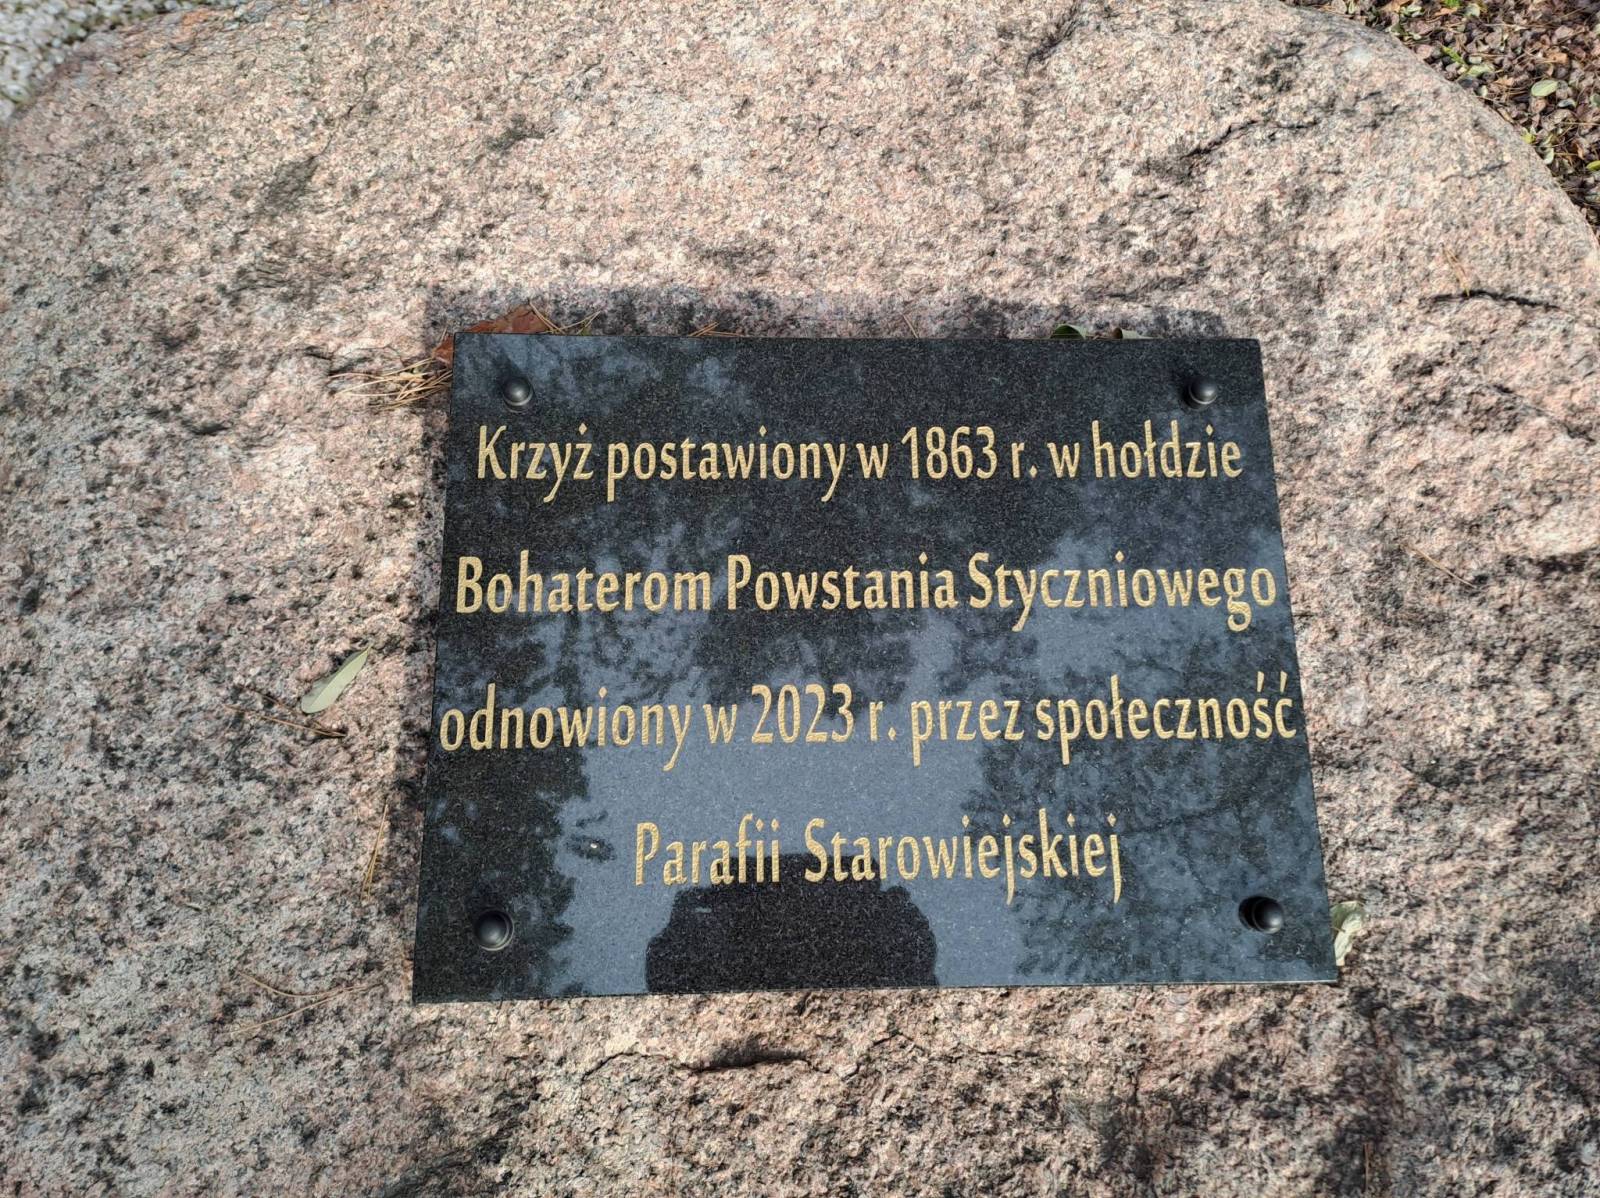 Krzyż postawiony w 1863 r. w hołdzie
Bohaterom Powstania Styczniowego
odnowiony w 2023 r. przez społeczność
Parafii Starowiejskiej